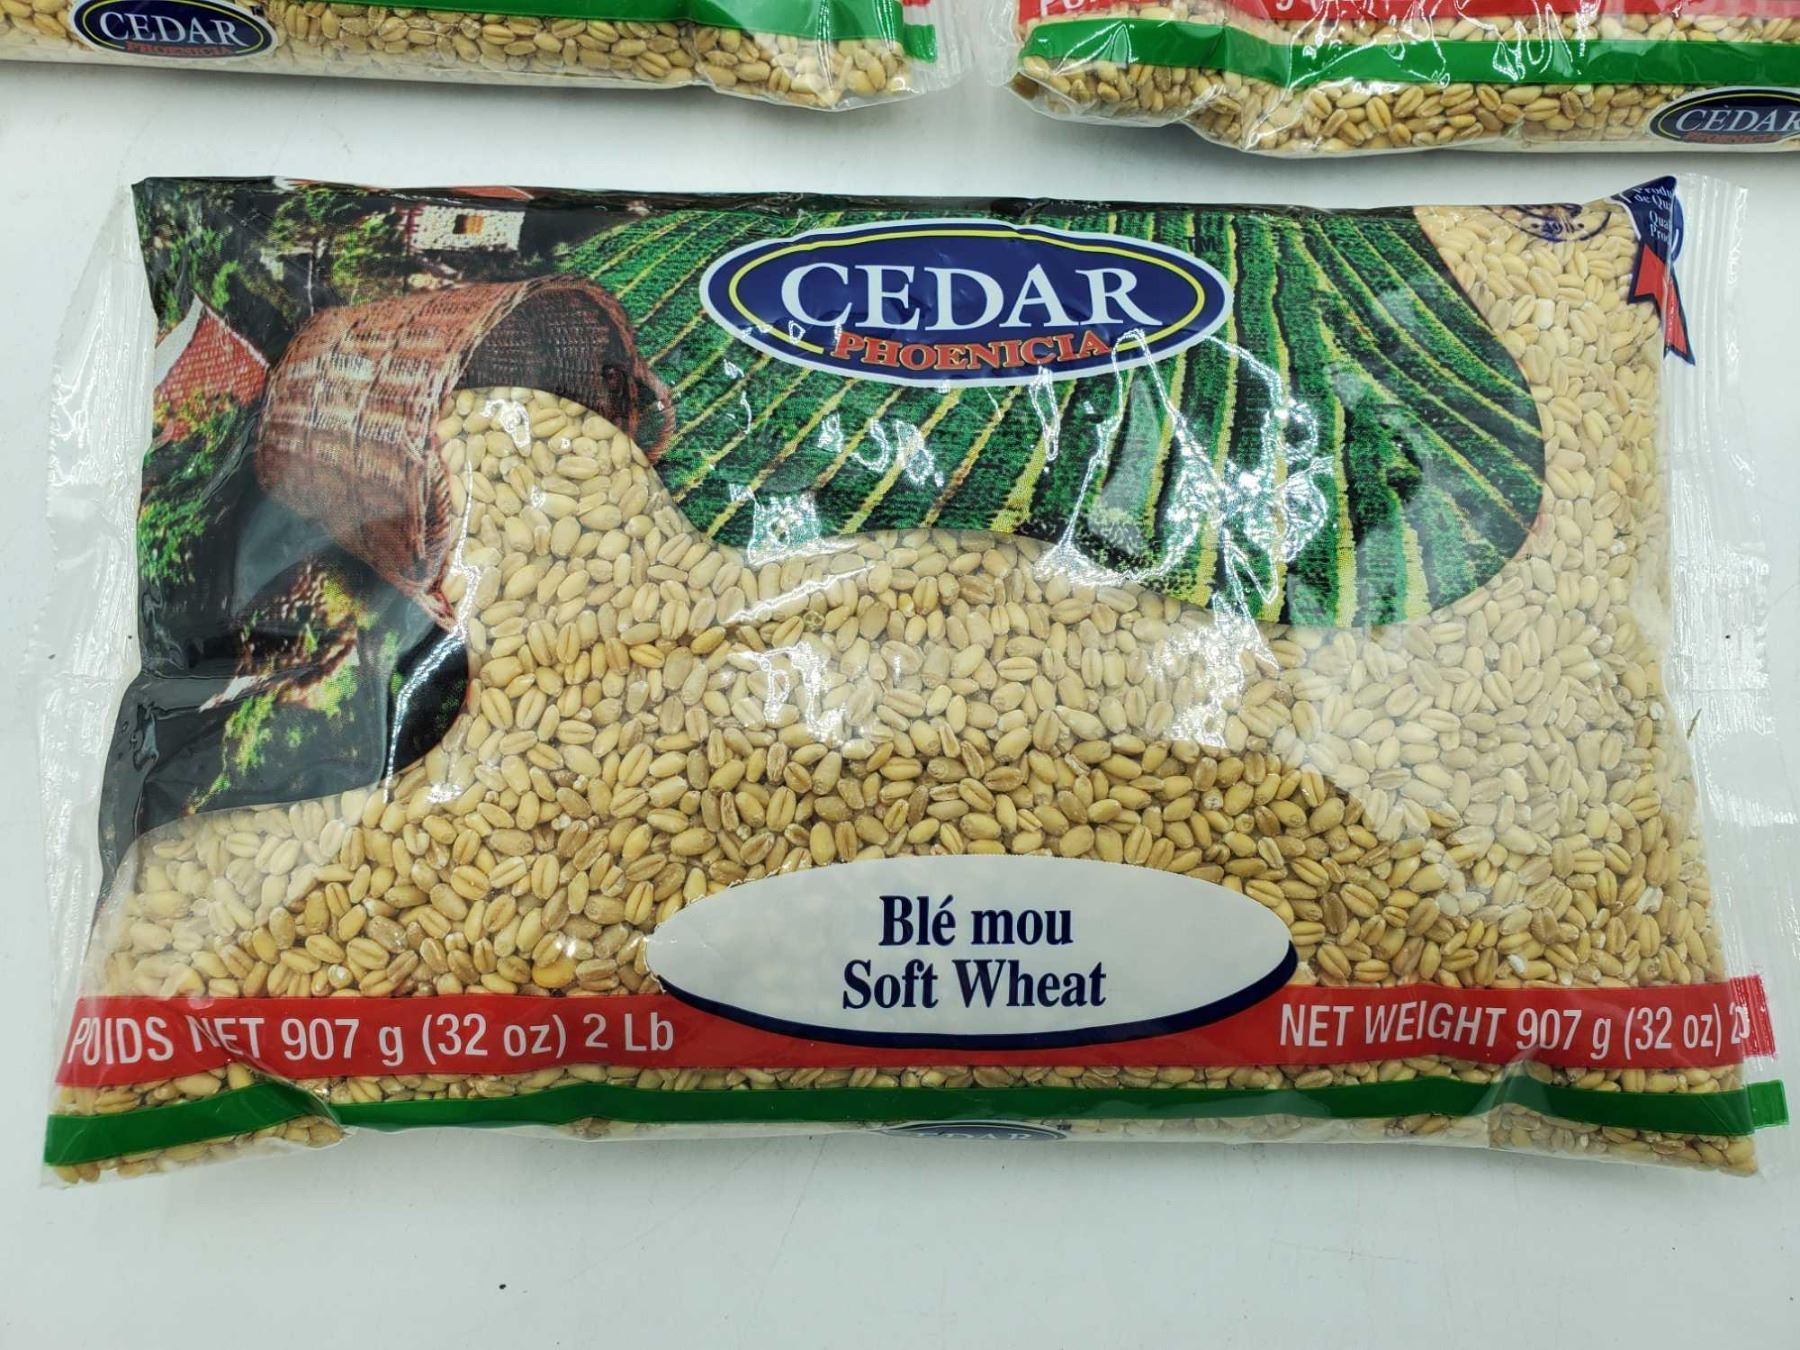 CEDAR
PHOENICIA
CEDAR
CEDAR™
PHOENICIA
Blé mou
Soft Wheat
POIDS NET 907 g (32 oz) 2 Lb
NET WEIGHT 907 g (32 oz)
CEDAR